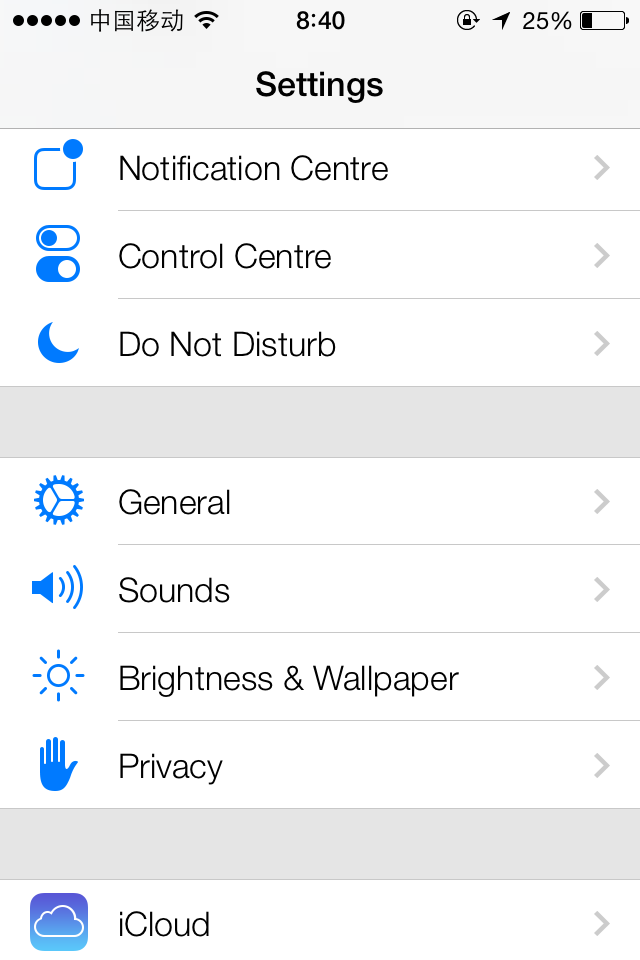 中国移动 8:40 25%
Settings
Notification Centre
Control Centre
Do Not Disturb
General
Sounds
Brightness & Wallpaper
Privacy
iCloud